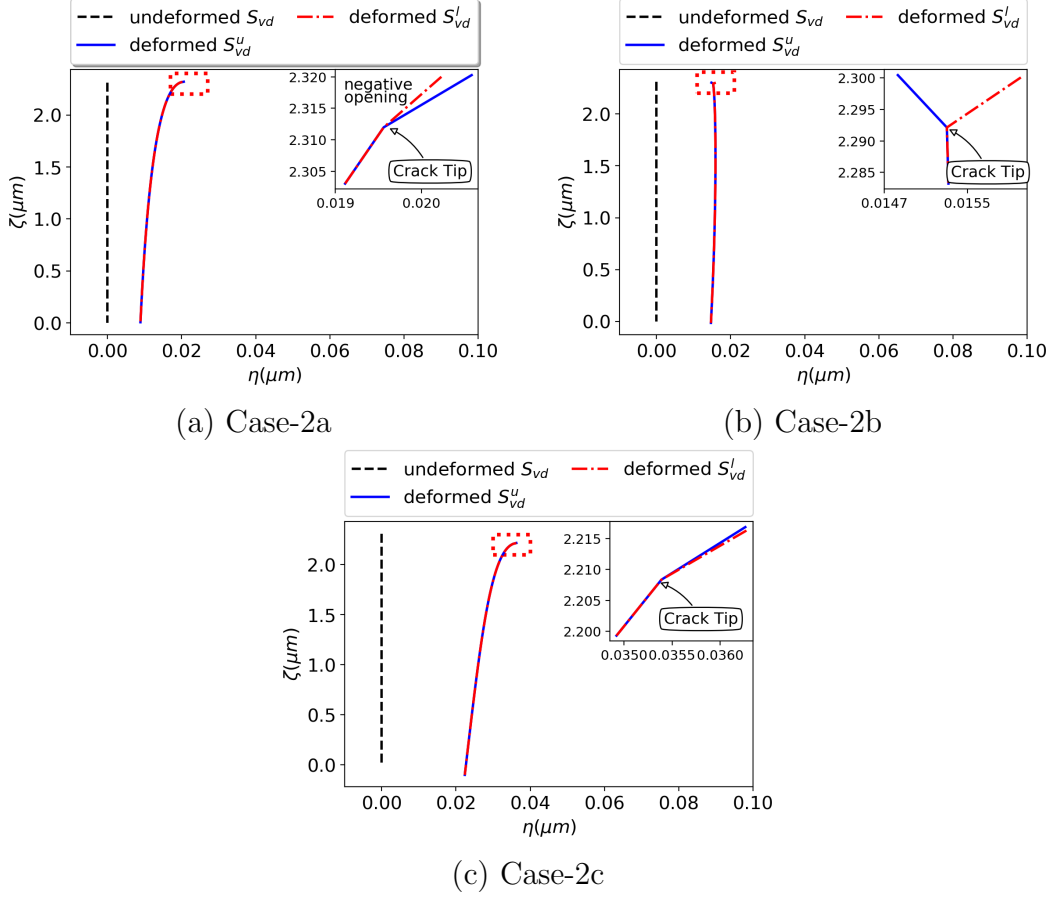 undeformed S_vd
deformed S^l_vd
deformed S^u_vd
2.0
1.5
1.0
0.5
0.0
ζ(μm)
0.00 0.02 0.04 0.06 0.08 0.10
η(μm)
2.320
2.315
2.310
2.305
0.019 0.020
negative
opening
Crack Tip
(a) Case-2a
undeformed S_vd
deformed S^l_vd
deformed S^u_vd
2.0
1.5
1.0
0.5
0.0
ζ(μm)
0.00 0.02 0.04 0.06 0.08 0.10
η(μm)
2.300
2.295
2.290
2.285
0.0147 0.0155
Crack Tip
(b) Case-2b
undeformed S_vd
deformed S^l_vd
deformed S^u_vd
2.0
1.5
1.0
0.5
0.0
ζ(μm)
0.00 0.02 0.04 0.06 0.08 0.10
η(μm)
2.215
2.210
2.205
2.200
0.0350 0.0355 0.0360
Crack Tip
(c) Case-2c